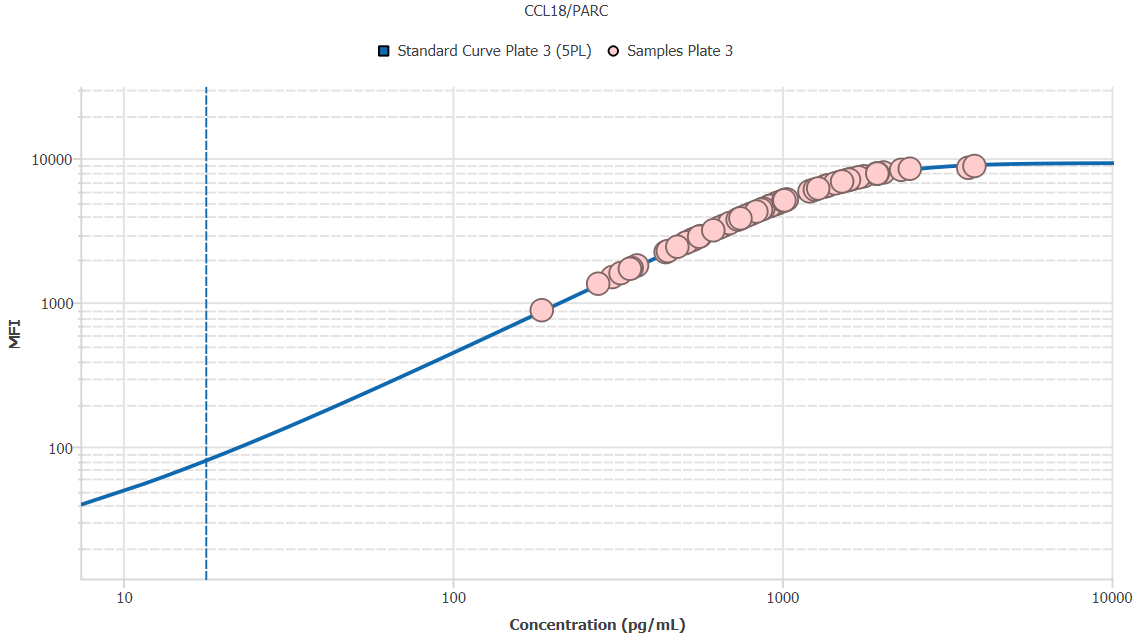 CCL18/PARC
Standard Curve Plate 3 (5PL) Samples Plate 3
10000
1000
100
MFI
10 100 1000 10000
Concentration (pg/mL)